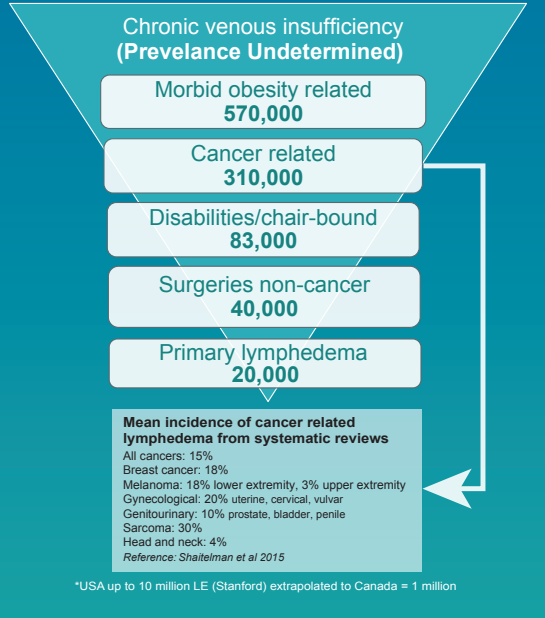 Chronic venous insufficiency
(Prevelance Undetermined)
Morbid obesity related
570,000
Cancer related
310,000
Disabilities/chair-bound
83,000
Surgeries non-cancer
40,000
Primary lymphedema
20,000
Mean incidence of cancer related
lymphedema from systematic reviews
All cancers: 15%
Breast cancer: 18%
Melanoma: 18% lower extremity, 3% upper extremity
Gynecological: 20% uterine, cervical, vulvar
Genitourinary: 10% prostate, bladder, penile
Sarcoma: 30%
Head and neck: 4%
Reference: Shaitelman et al 2015
*USA up to 10 million LE (Stanford) extrapolated to Canada = 1 million